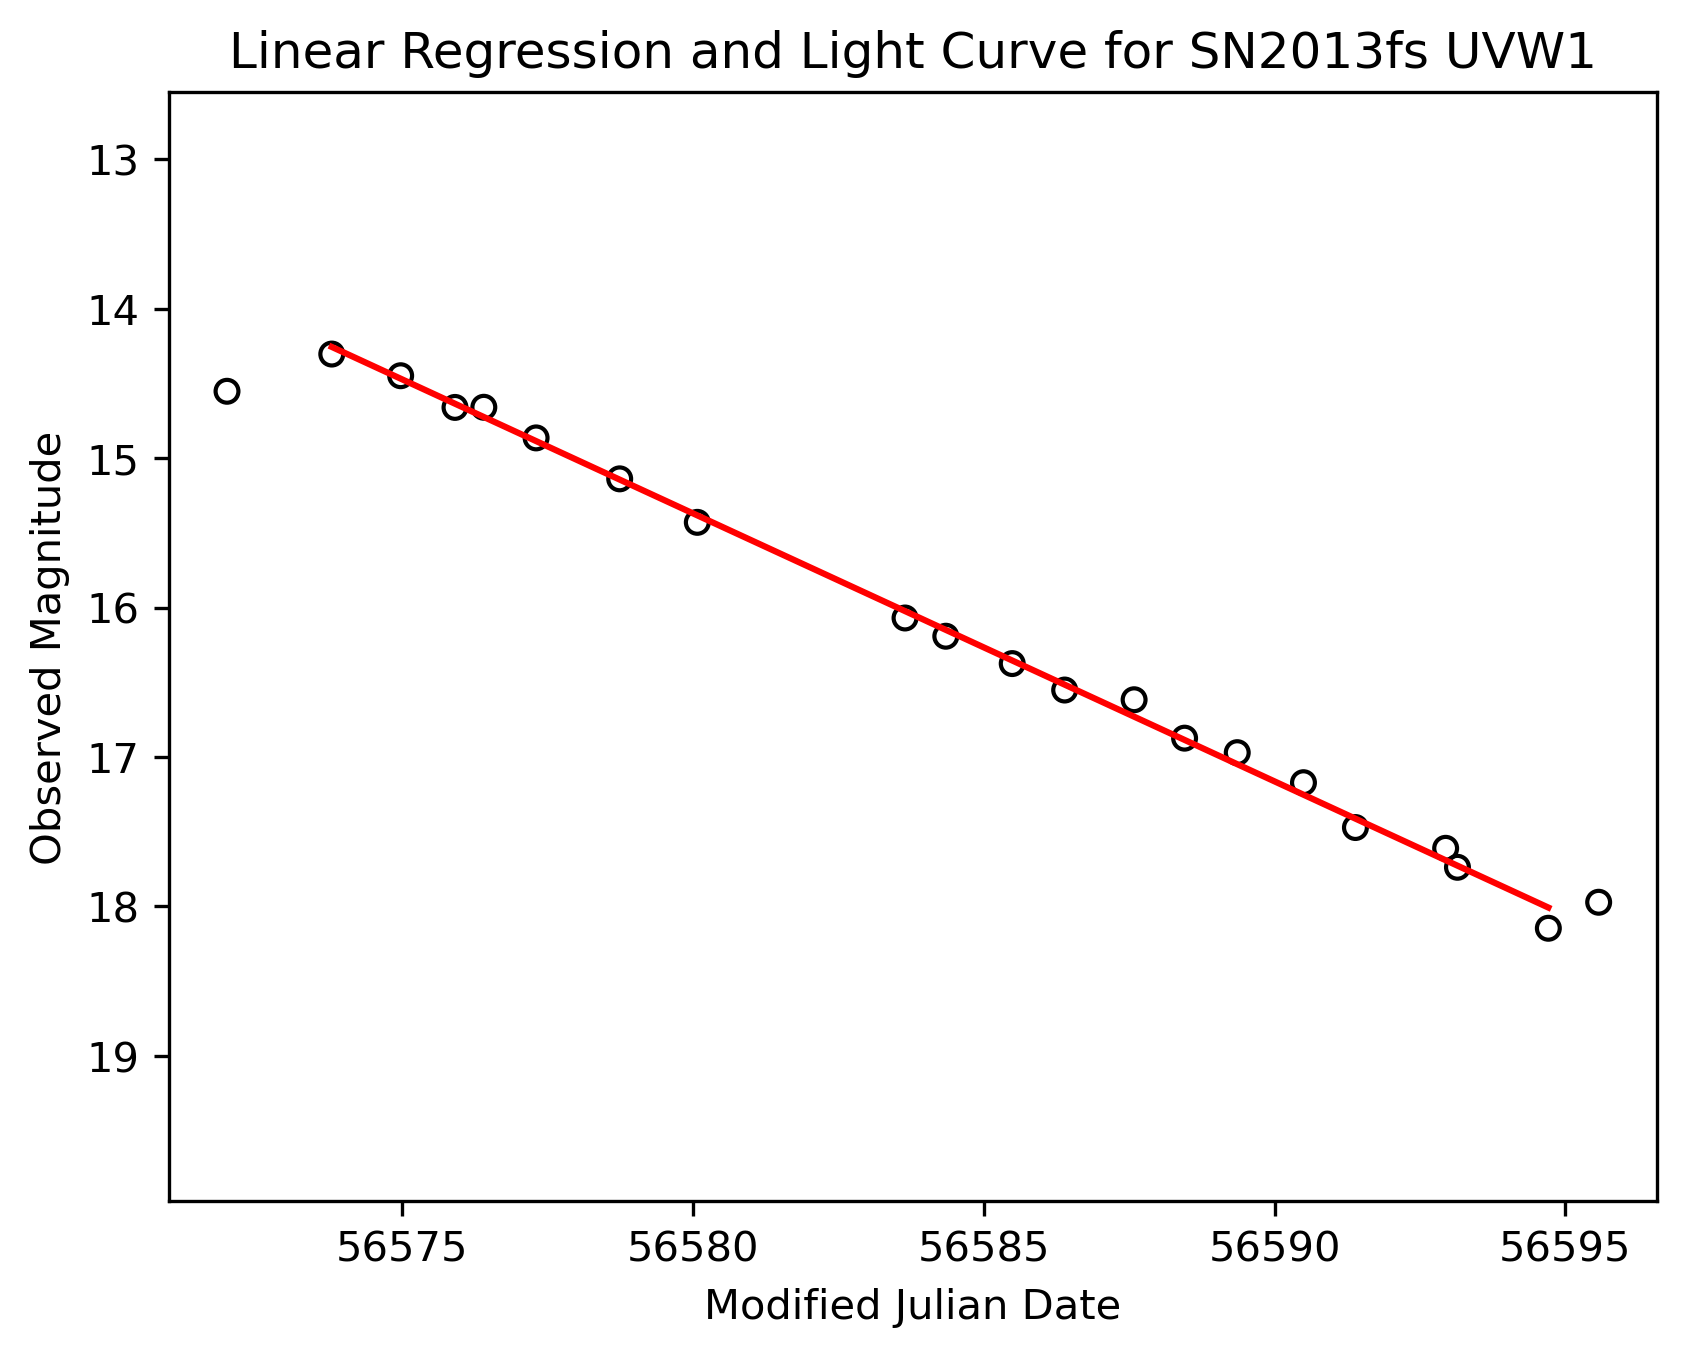 Linear Regression and Light Curve for SN2013fs UVW1
13
14
15
16
17
18
19
Observed Magnitude
56575 56580 56585 56590 56595
Modified Julian Date